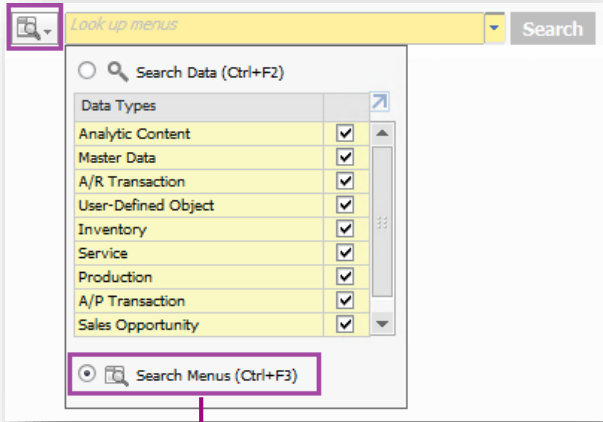 Look up menus
Search
Search Data (Ctrl+F2)
Data Types
Analytic Content
Master Data
A/R Transaction
User-Defined Object
Inventory
Service
Production
A/P Transaction
Sales Opportunity
Search Menus (Ctrl+F3)